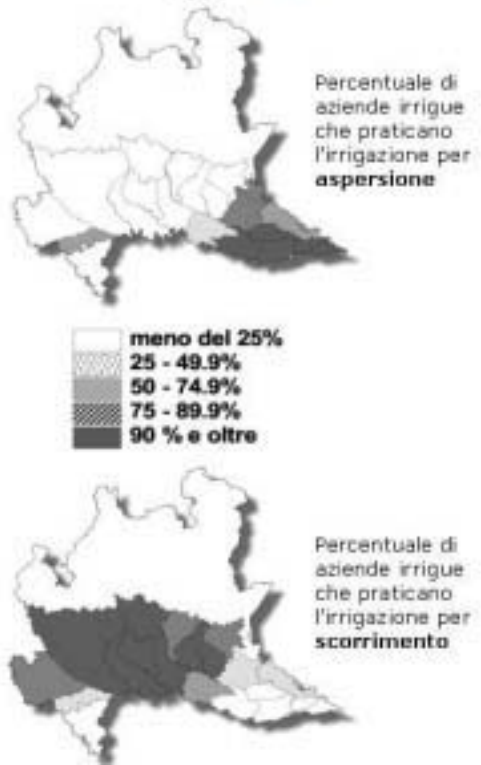 Percentuale di
aziende irrigue
che praticano
l'irrigazione per
aspersione
meno del 25%
25 - 49.9%
50 - 74.9%
75 - 89.9%
90 % e oltre
Percentuale di
aziende irrigue
che praticano
l'irrigazione per
scorrimento